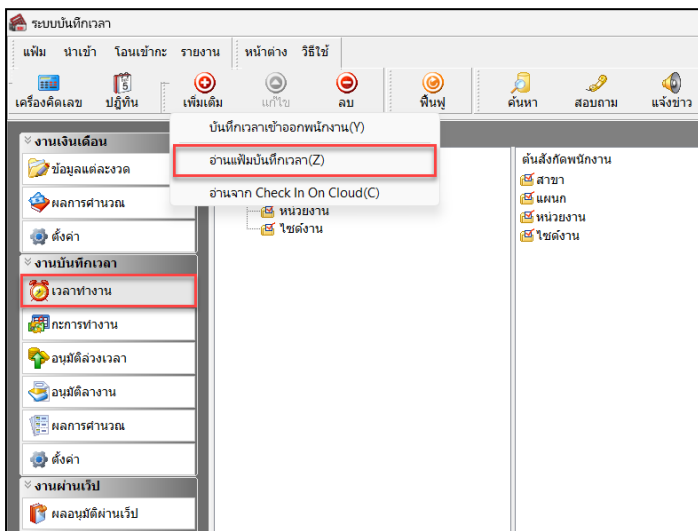 ระบบบันทึกเวลา
แฟ้ม นำเข้า โอนเข้ากะ รายงาน หน้าต่าง วิธีใช้
5
เครื่องคิดเลข ปฏิทิน เพิ่มเติม แก้ไข ลบ ฟื้นฟู ค้นหา สอบถาม แจ้งข่าว
บันทึกเวลาเข้าออกพนักงาน(Y)
อ่านแฟ้มบันทึกเวลา(Z)
อ่านจาก Check In On Cloud(C)
หน่วยงาน
ไซด์งาน
งานเงินเดือน
ข้อมูลแต่ละงวด
ผลการคำนวณ
ตั้งค่า
งานบันทึกเวลา
เวลาทำงาน
กะการทำงาน
อนุมัติล่วงเวลา
อนุมัติลางาน
ผลการคำนวณ
ตั้งค่า
งานผ่านเว็ป
ผลอนุมัติผ่านเว็ป
ต้นสังกัดพนักงาน
สาขา
แผนก
หน่วยงาน
ไซด์งาน